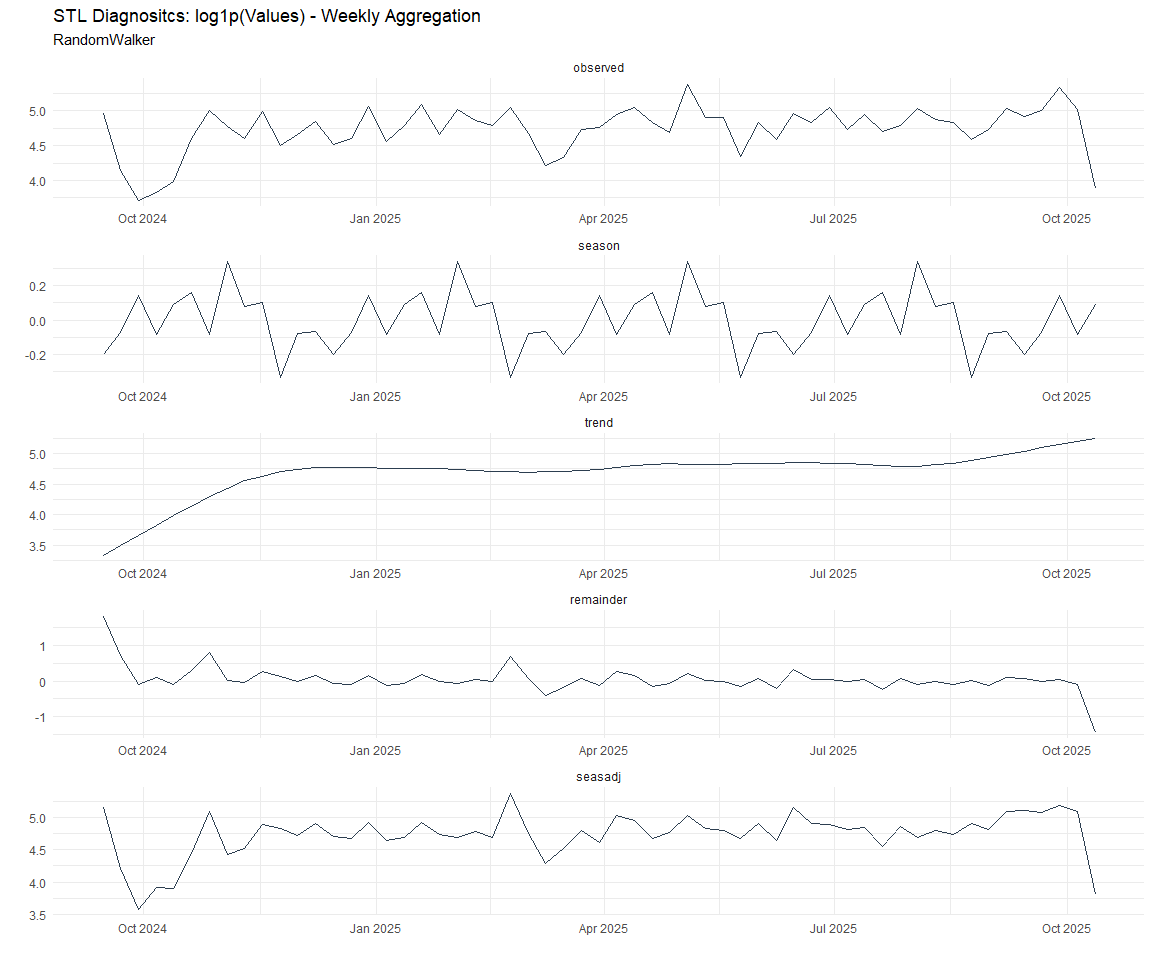 STL Diagnositcs: log1p(Values) - Weekly Aggregation
RandomWalker
observed
5.0
4.5
4.0
Oct 2024 Jan 2025 Apr 2025 Jul 2025 Oct 2025
season
0.2
0.0
-0.2
Oct 2024 Jan 2025 Apr 2025 Jul 2025 Oct 2025
trend
5.0
4.5
4.0
3.5
Oct 2024 Jan 2025 Apr 2025 Jul 2025 Oct 2025
remainder
1
0
-1
Oct 2024 Jan 2025 Apr 2025 Jul 2025 Oct 2025
seasadj
5.0
4.5
4.0
3.5
Oct 2024 Jan 2025 Apr 2025 Jul 2025 Oct 2025